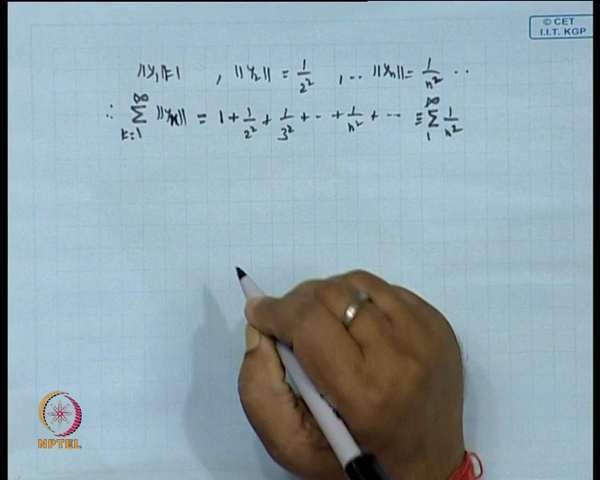 © CET
I.I.T. KGP
||y₁|| = 1 , ||y₂|| = 1/2² , .. ||yₙ|| = 1/n² ..
∴ ∑_{k=1}^{∞} ||yₖ|| = 1 + 1/2² + 1/3² + .. + 1/n² + .. ≡ ∑_{1}^{∞} 1/n²
NPTEL